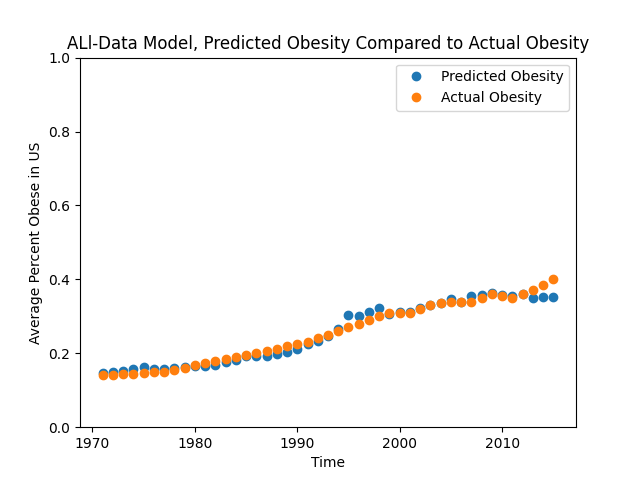 ALl-Data Model, Predicted Obesity Compared to Actual Obesity
Predicted Obesity
Actual Obesity
1.0
0.8
0.6
0.4
0.2
0.0
Average Percent Obese in US
1970 1980 1990 2000 2010
Time